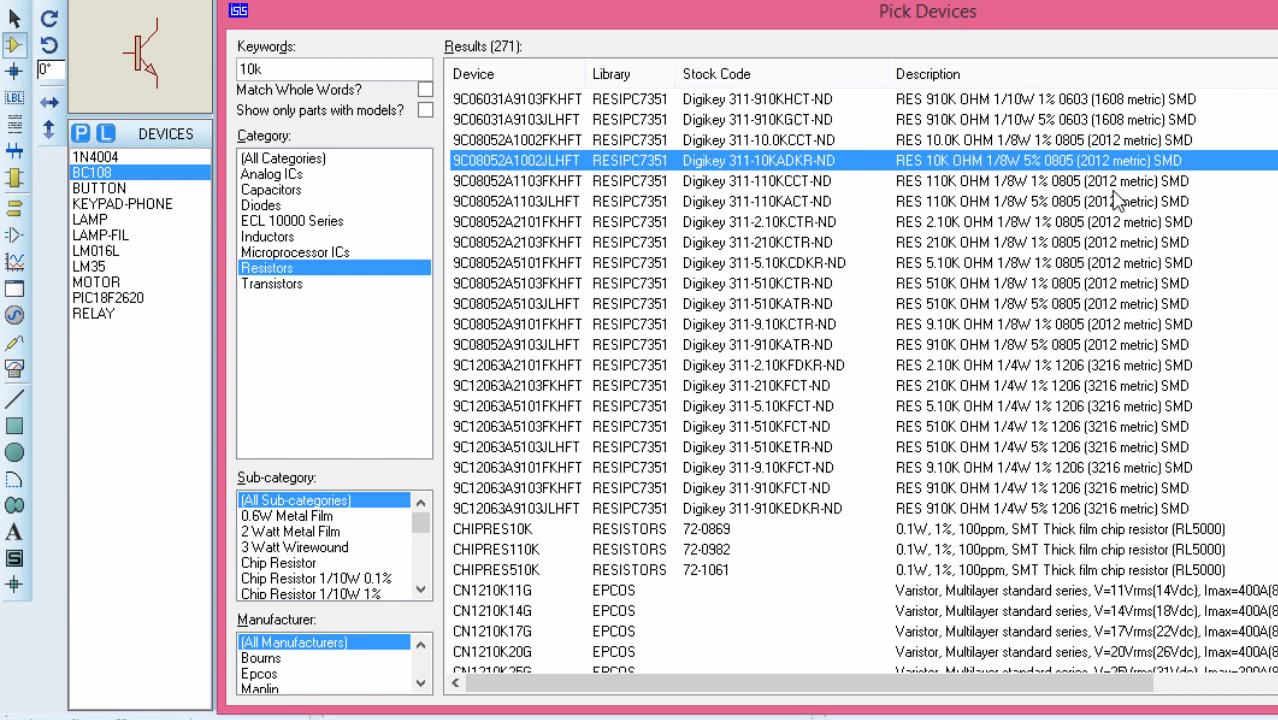 isis
Pick Devices
0°
LBL
P L DEVICES
1N4004
BC108
BUTTON
KEYPAD-PHONE
LAMP
LAMP-FIL
LM016L
LM35
MOTOR
PIC18F2620
RELAY
A
S
Keywords:
10k
Match Whole Words?
Show only parts with models?
Category:
(All Categories)
Analog ICs
Capacitors
Diodes
ECL 10000 Series
Inductors
Microprocessor ICs
Resistors
Transistors
Sub-category:
(All Sub-categories)
0.6W Metal Film
2 Watt Metal Film
3 Watt Wirewound
Chip Resistor
Chip Resistor 1/10W 0.1%
Chip Resistor 1/10W 1%
Manufacturer:
(All Manufacturers)
Bourns
Epcos
Maplin
Results (271):
Device Library Stock Code Description
9C06031A9103FKHFT RESIPC7351 Digikey 311-910KHCT-ND RES 910K OHM 1/10W 1% 0603 (1608 metric) SMD
9C06031A9103JLHFT RESIPC7351 Digikey 311-910KGCT-ND RES 910K OHM 1/10W 5% 0603 (1608 metric) SMD
9C08052A1002FKHFT RESIPC7351 Digikey 311-10.0KCCT-ND RES 10.0K OHM 1/8W 1% 0805 (2012 metric) SMD
9C08052A1002JLHFT RESIPC7351 Digikey 311-10KADKR-ND RES 10K OHM 1/8W 5% 0805 (2012 metric) SMD
9C08052A1103FKHFT RESIPC7351 Digikey 311-110KCCT-ND RES 110K OHM 1/8W 1% 0805 (2012 metric) SMD
9C08052A1103JLHFT RESIPC7351 Digikey 311-110KACT-ND RES 110K OHM 1/8W 5% 0805 (2012 metric) SMD
9C08052A2101FKHFT RESIPC7351 Digikey 311-2.10KCTR-ND RES 2.10K OHM 1/8W 1% 0805 (2012 metric) SMD
9C08052A2103FKHFT RESIPC7351 Digikey 311-210KCTR-ND RES 210K OHM 1/8W 1% 0805 (2012 metric) SMD
9C08052A5101FKHFT RESIPC7351 Digikey 311-5.10KCDKR-ND RES 5.10K OHM 1/8W 1% 0805 (2012 metric) SMD
9C08052A5103FKHFT RESIPC7351 Digikey 311-510KCTR-ND RES 510K OHM 1/8W 1% 0805 (2012 metric) SMD
9C08052A5103JLHFT RESIPC7351 Digikey 311-510KATR-ND RES 510K OHM 1/8W 5% 0805 (2012 metric) SMD
9C08052A9101FKHFT RESIPC7351 Digikey 311-9.10KCTR-ND RES 9.10K OHM 1/8W 1% 0805 (2012 metric) SMD
9C08052A9103JLHFT RESIPC7351 Digikey 311-910KATR-ND RES 910K OHM 1/8W 5% 0805 (2012 metric) SMD
9C12063A2101FKHFT RESIPC7351 Digikey 311-2.10KFDKR-ND RES 2.10K OHM 1/4W 1% 1206 (3216 metric) SMD
9C12063A2103FKHFT RESIPC7351 Digikey 311-210KFCT-ND RES 210K OHM 1/4W 1% 1206 (3216 metric) SMD
9C12063A5101FKHFT RESIPC7351 Digikey 311-5.10KFCT-ND RES 5.10K OHM 1/4W 1% 1206 (3216 metric) SMD
9C12063A5103FKHFT RESIPC7351 Digikey 311-510KFCT-ND RES 510K OHM 1/4W 1% 1206 (3216 metric) SMD
9C12063A5103JLHFT RESIPC7351 Digikey 311-510KETR-ND RES 510K OHM 1/4W 5% 1206 (3216 metric) SMD
9C12063A9101FKHFT RESIPC7351 Digikey 311-9.10KFCT-ND RES 9.10K OHM 1/4W 1% 1206 (3216 metric) SMD
9C12063A9103FKHFT RESIPC7351 Digikey 311-910KFCT-ND RES 910K OHM 1/4W 1% 1206 (3216 metric) SMD
9C12063A9103JLHFT RESIPC7351 Digikey 311-910KEDKR-ND RES 910K OHM 1/4W 5% 1206 (3216 metric) SMD
CHIPRES10K RESISTORS 72-0869 0.1W, 1%, 100ppm, SMT Thick film chip resistor (RL5000)
CHIPRES110K RESISTORS 72-0982 0.1W, 1%, 100ppm, SMT Thick film chip resistor (RL5000)
CHIPRES510K RESISTORS 72-1061 0.1W, 1%, 100ppm, SMT Thick film chip resistor (RL5000)
CN1210K11G EPCOS Varistor, Multilayer standard series, V=11Vrms(14Vdc), Imax=400A(8
CN1210K14G EPCOS Varistor, Multilayer standard series, V=14Vrms(18Vdc), Imax=400A(8
CN1210K17G EPCOS Varistor, Multilayer standard series, V=17Vrms(22Vdc), Imax=400A(8
CN1210K20G EPCOS Varistor, Multilayer standard series, V=20Vrms(26Vdc), Imax=400A(8
CN1210K25G EPCOS Varistor, Multilayer standard series, V=25Vrms(31Vdc), Imax=300A(8